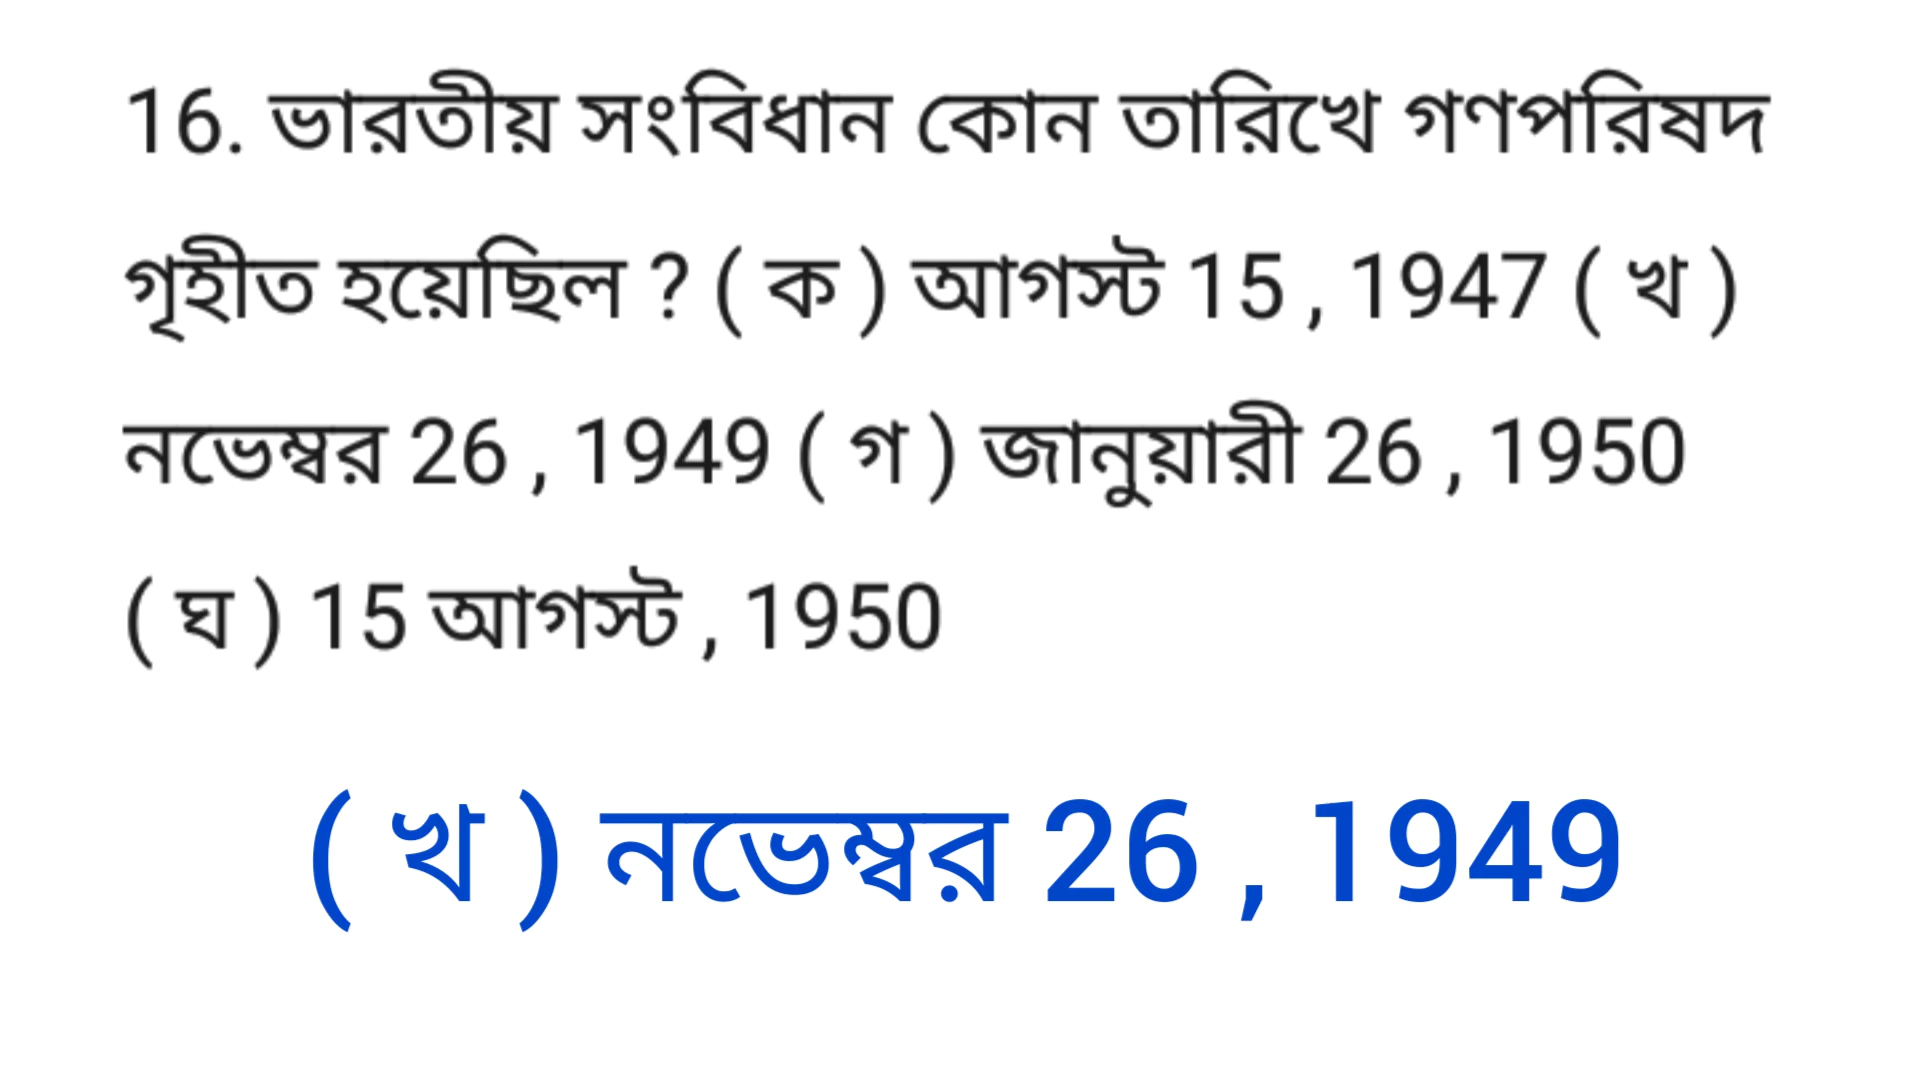 16. ভারতীয় সংবিধান কোন তারিখে গণপরিষদ
গৃহীত হয়েছিল ? ( ক ) আগস্ট 15 , 1947 ( খ )
নভেম্বর 26 , 1949 ( গ ) জানুয়ারী 26 , 1950
( ঘ ) 15 আগস্ট , 1950
( খ ) নভেম্বর 26 , 1949